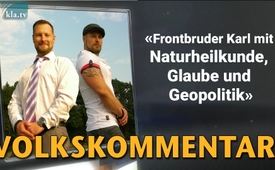 kla.tv
«Frontbruder Karl mit
Naturheilkunde,
Glaube und
Geopolitik»
VOLKSKOMMENTAR